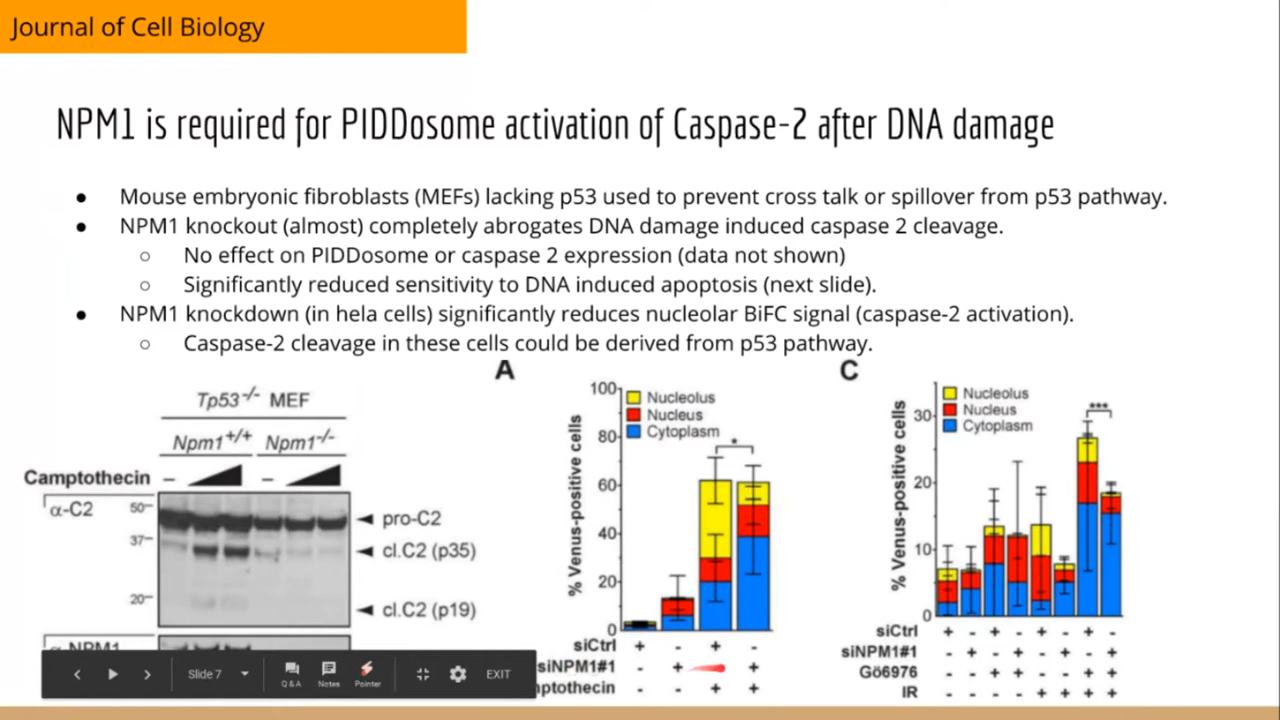 Journal of Cell Biology
NPM1 is required for PIDDosome activation of Caspase-2 after DNA damage
● Mouse embryonic fibroblasts (MEFs) lacking p53 used to prevent cross talk or spillover from p53 pathway.
● NPM1 knockout (almost) completely abrogates DNA damage induced caspase 2 cleavage.
○ No effect on PIDDosome or caspase 2 expression (data not shown)
○ Significantly reduced sensitivity to DNA induced apoptosis (next slide).
● NPM1 knockdown (in hela cells) significantly reduces nucleolar BiFC signal (caspase-2 activation).
○ Caspase-2 cleavage in these cells could be derived from p53 pathway.
Tp53-/- MEF
Npm1+/+ Npm1-/-
Camptothecin – –
α-C2
50
37
20
pro-C2
cl.C2 (p35)
cl.C2 (p19)
α-NPM1
A
% Venus-positive cells
100
80
60
40
20
0
Nucleolus
Nucleus
Cytoplasm
*
siCtrl + - + -
siNPM1#1 - + +
mptothecin - - + +
C
% Venus-positive cells
30
20
10
0
Nucleolus
Nucleus
Cytoplasm
***
siCtrl + - + - + - + -
siNPM1#1 - + - + - + - +
Gö6976 - - + + - - + +
IR - - - - + + + +
Slide 7
Q & A
Notes
Pointer
EXIT